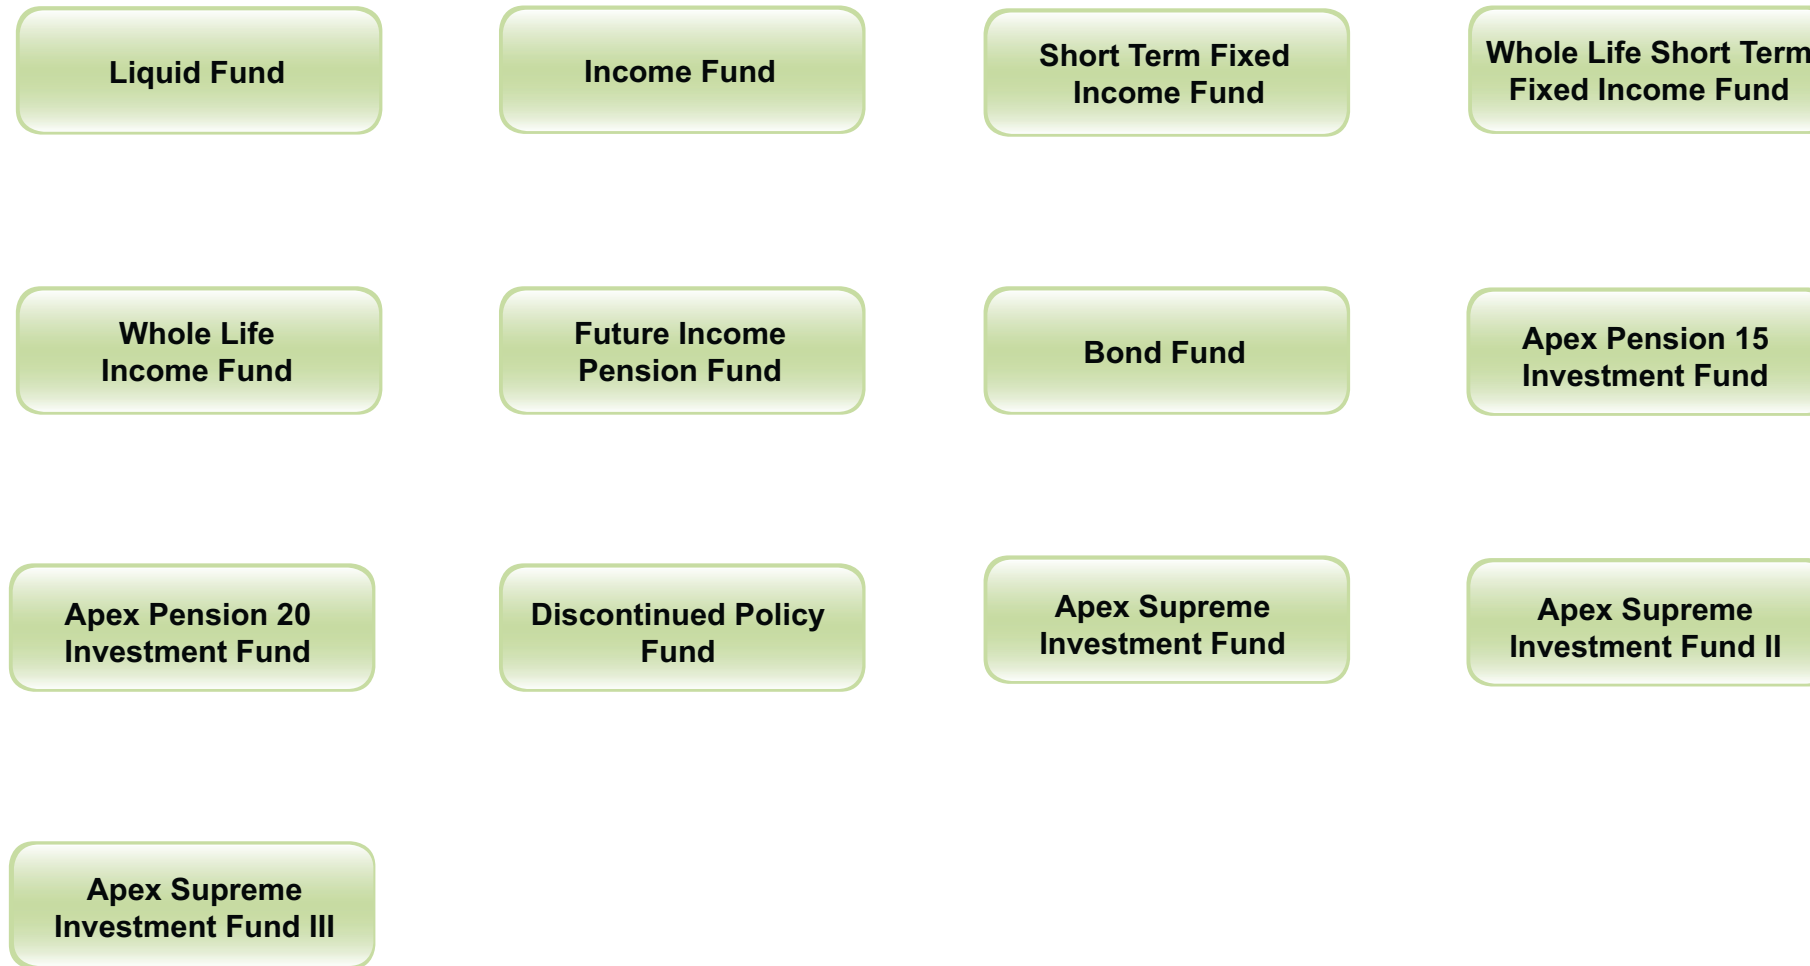 Liquid Fund
Income Fund
Short Term Fixed
Income Fund
Whole Life Short Term
Fixed Income Fund
Whole Life
Income Fund
Future Income
Pension Fund
Bond Fund
Apex Pension 15
Investment Fund
Apex Pension 20
Investment Fund
Discontinued Policy
Fund
Apex Supreme
Investment Fund
Apex Supreme
Investment Fund II
Apex Supreme
Investment Fund III